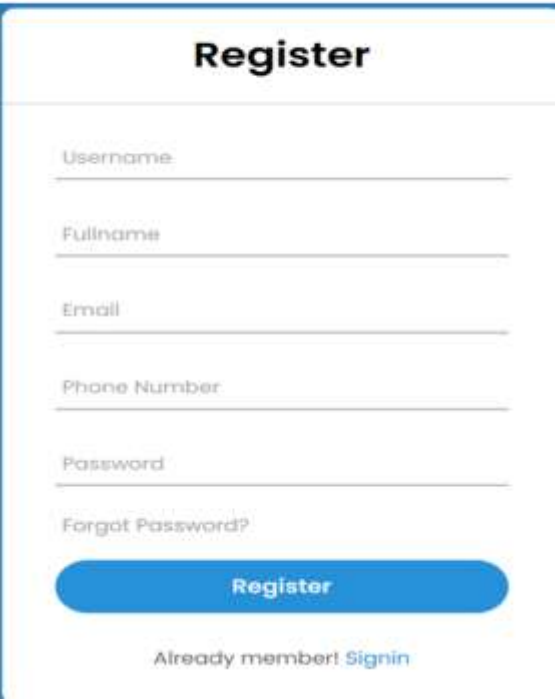 Register
Username
Fullname
Email
Phone Number
Password
Forgot Password?
Register
Already member! Signin